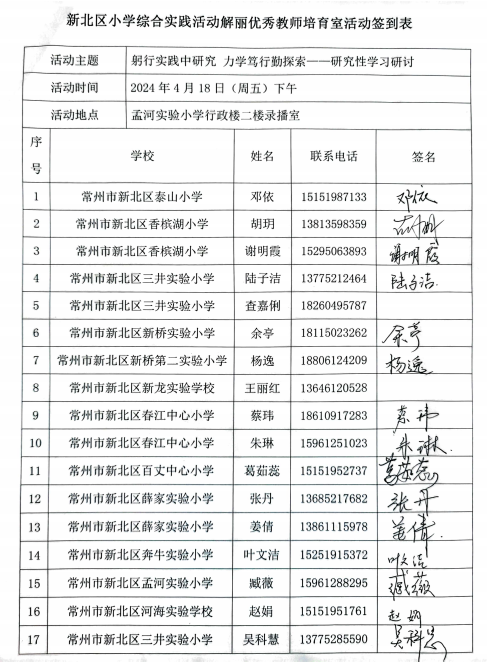 新北区小学综合实践活动解丽优秀教师培育室活动签到表
活动主题 躬行实践中研究 力学笃行勤探索——研究性学习研讨
活动时间 2024 年 4 月 18 日（周五）下午
活动地点 孟河实验小学行政楼二楼录播室
序号 学校 姓名 联系电话 签名
1 常州市新北区泰山小学 邓依 15151987133 邓依
2 常州市新北区香槟湖小学 胡玥 13813598359 胡玥
3 常州市新北区香槟湖小学 谢明霞 15295063893 谢明霞
4 常州市新北区三井实验小学 陆子洁 13775212464 陆子洁
5 常州市新北区三井实验小学 查嘉俐 18260495787
6 常州市新北区新桥实验小学 余亭 18115023262 余亭
7 常州市新北区新桥第二实验小学 杨逸 18806124209 杨逸
8 常州市新北区新龙实验学校 王丽红 13646120528
9 常州市新北区春江中心小学 蔡玮 18610917283 蔡玮
10 常州市新北区春江中心小学 朱琳 15961251023 朱琳
11 常州市新北区百丈中心小学 葛茹蕊 15151952737 葛茹蕊
12 常州市新北区薛家实验小学 张丹 13685217682 张丹
13 常州市新北区薛家实验小学 姜倩 13861115978 姜倩
14 常州市新北区奔牛实验小学 叶文洁 15251915372 叶文洁
15 常州市新北区孟河实验小学 臧薇 15961288295 臧薇
16 常州市新北区河海实验学校 赵娟 15151951761 赵娟
17 常州市新北区三井实验小学 吴科慧 13775285590 吴科慧